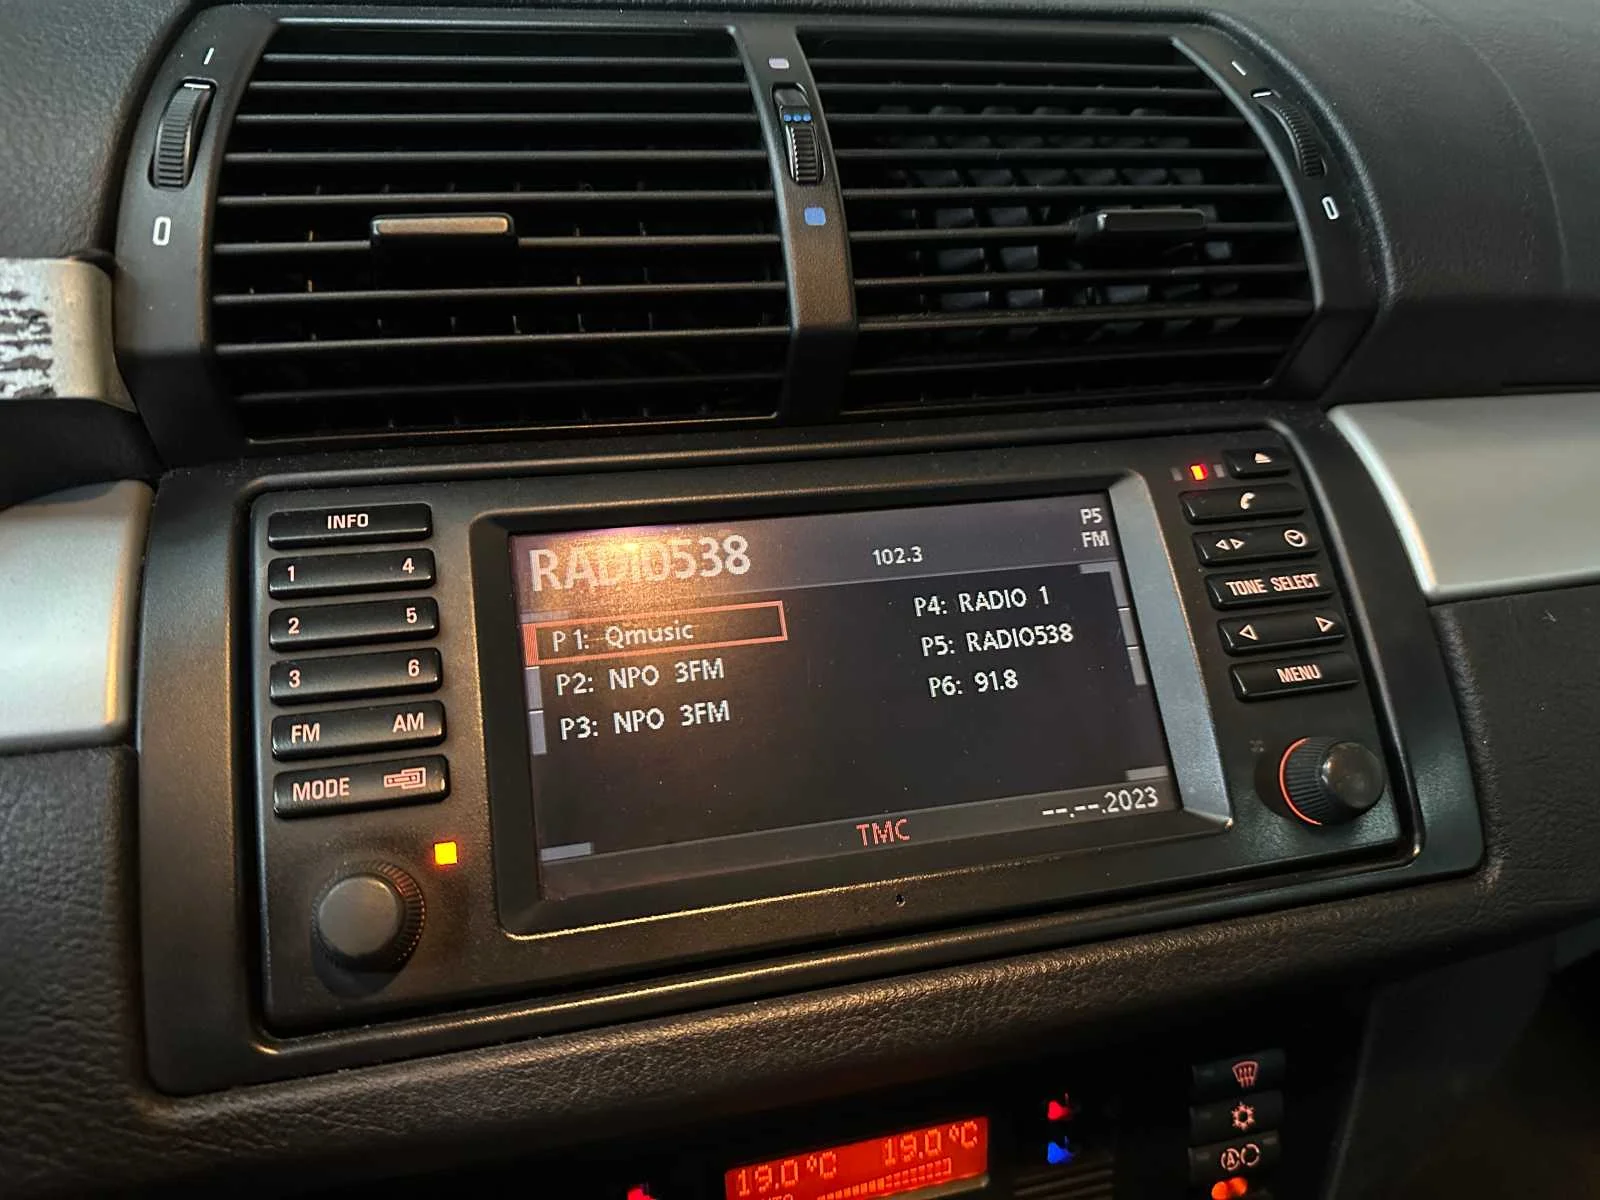 I
I
0
0
INFO
1 4
2 5
3 6
FM AM
MODE
RADIO538 102.3 P5
FM
P 1: Qmusic
P2: NPO 3FM
P3: NPO 3FM
P4: RADIO 1
P5: RADIO538
P6: 91.8
TMC
--.--.2023
TONE SELECT
MENU
19.0°C 19.0°C
A